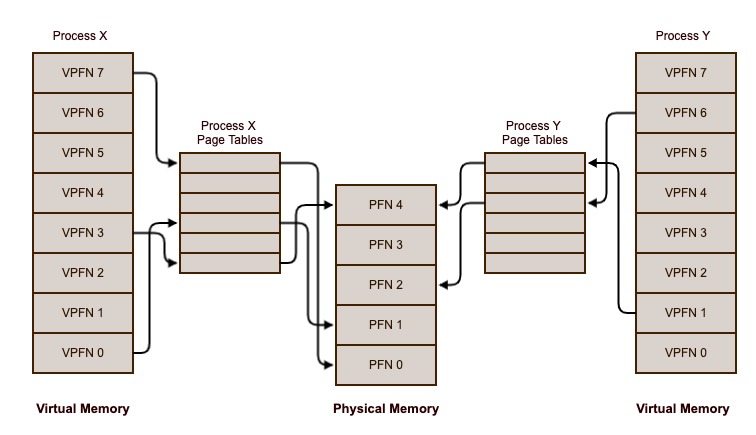 Process X
VPFN 7
VPFN 6
VPFN 5
VPFN 4
VPFN 3
VPFN 2
VPFN 1
VPFN 0
Virtual Memory
Process X
Page Tables
PFN 4
PFN 3
PFN 2
PFN 1
PFN 0
Physical Memory
Process Y
Page Tables
Process Y
VPFN 7
VPFN 6
VPFN 5
VPFN 4
VPFN 3
VPFN 2
VPFN 1
VPFN 0
Virtual Memory